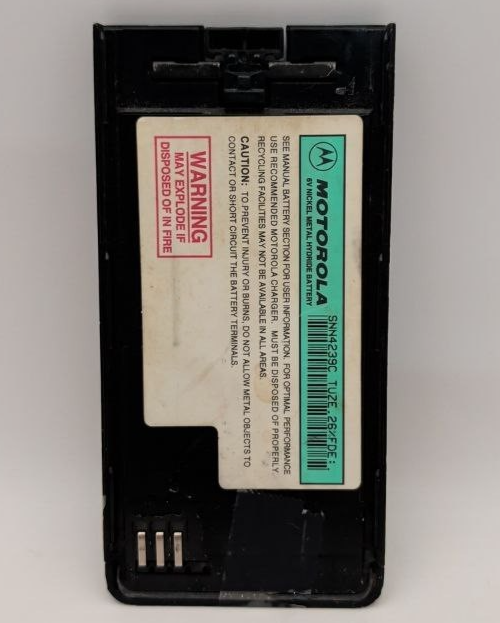 MOTOROLA
6V NICKEL METAL HYDRIDE BATTERY
SNN4239C TUZE.26/FDE:
SEE MANUAL BATTERY SECTION FOR USER INFORMATION. FOR OPTIMAL PERFORMANCE
USE RECOMMENDED MOTOROLA CHARGER. MUST BE DISPOSED OF PROPERLY.
RECYCLING FACILITIES MAY NOT BE AVAILABLE IN ALL AREAS.
CAUTION: TO PREVENT INJURY OR BURNS, DO NOT ALLOW METAL OBJECTS TO
CONTACT OR SHORT CIRCUIT THE BATTERY TERMINALS.
WARNING
MAY EXPLODE IF
DISPOSED OF IN FIRE